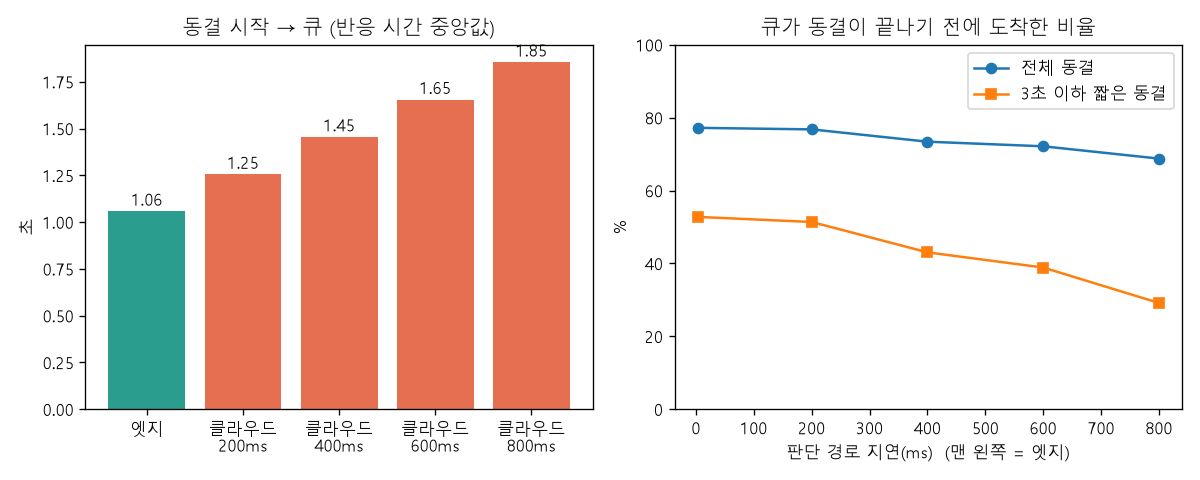 동결 시작 → 큐 (반응 시간 중앙값)
초
1.75
1.50
1.25
1.00
0.75
0.50
0.25
0.00
1.06
1.25
1.45
1.65
1.85
엣지
클라우드
200ms
클라우드
400ms
클라우드
600ms
클라우드
800ms
큐가 동결이 끝나기 전에 도착한 비율
%
100
80
60
40
20
0
전체 동결
3초 이하 짧은 동결
0 100 200 300 400 500 600 700 800
판단 경로 지연(ms) (맨 왼쪽 = 엣지)